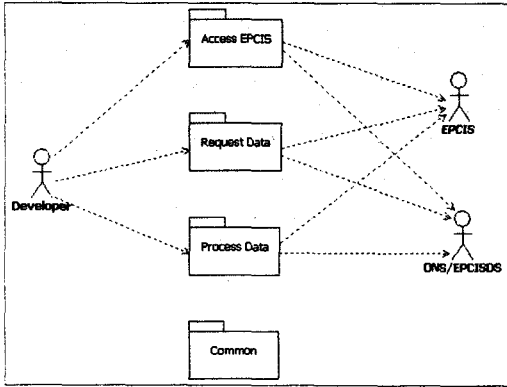 Access EPCIS
Request Data
EPCIS
Developer
Process Data
ONS/EPCISDS
Common